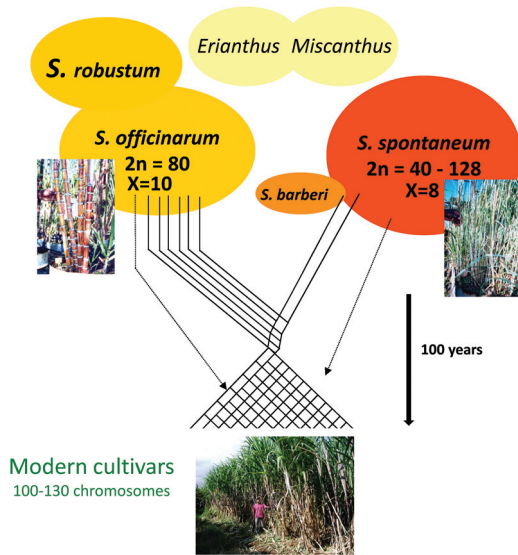 Erianthus Miscanthus
S. robustum
S. officinarum
2n = 80
X=10
S. spontaneum
2n = 40 - 128
X=8
S. barberi
100 years
Modern cultivars
100-130 chromosomes